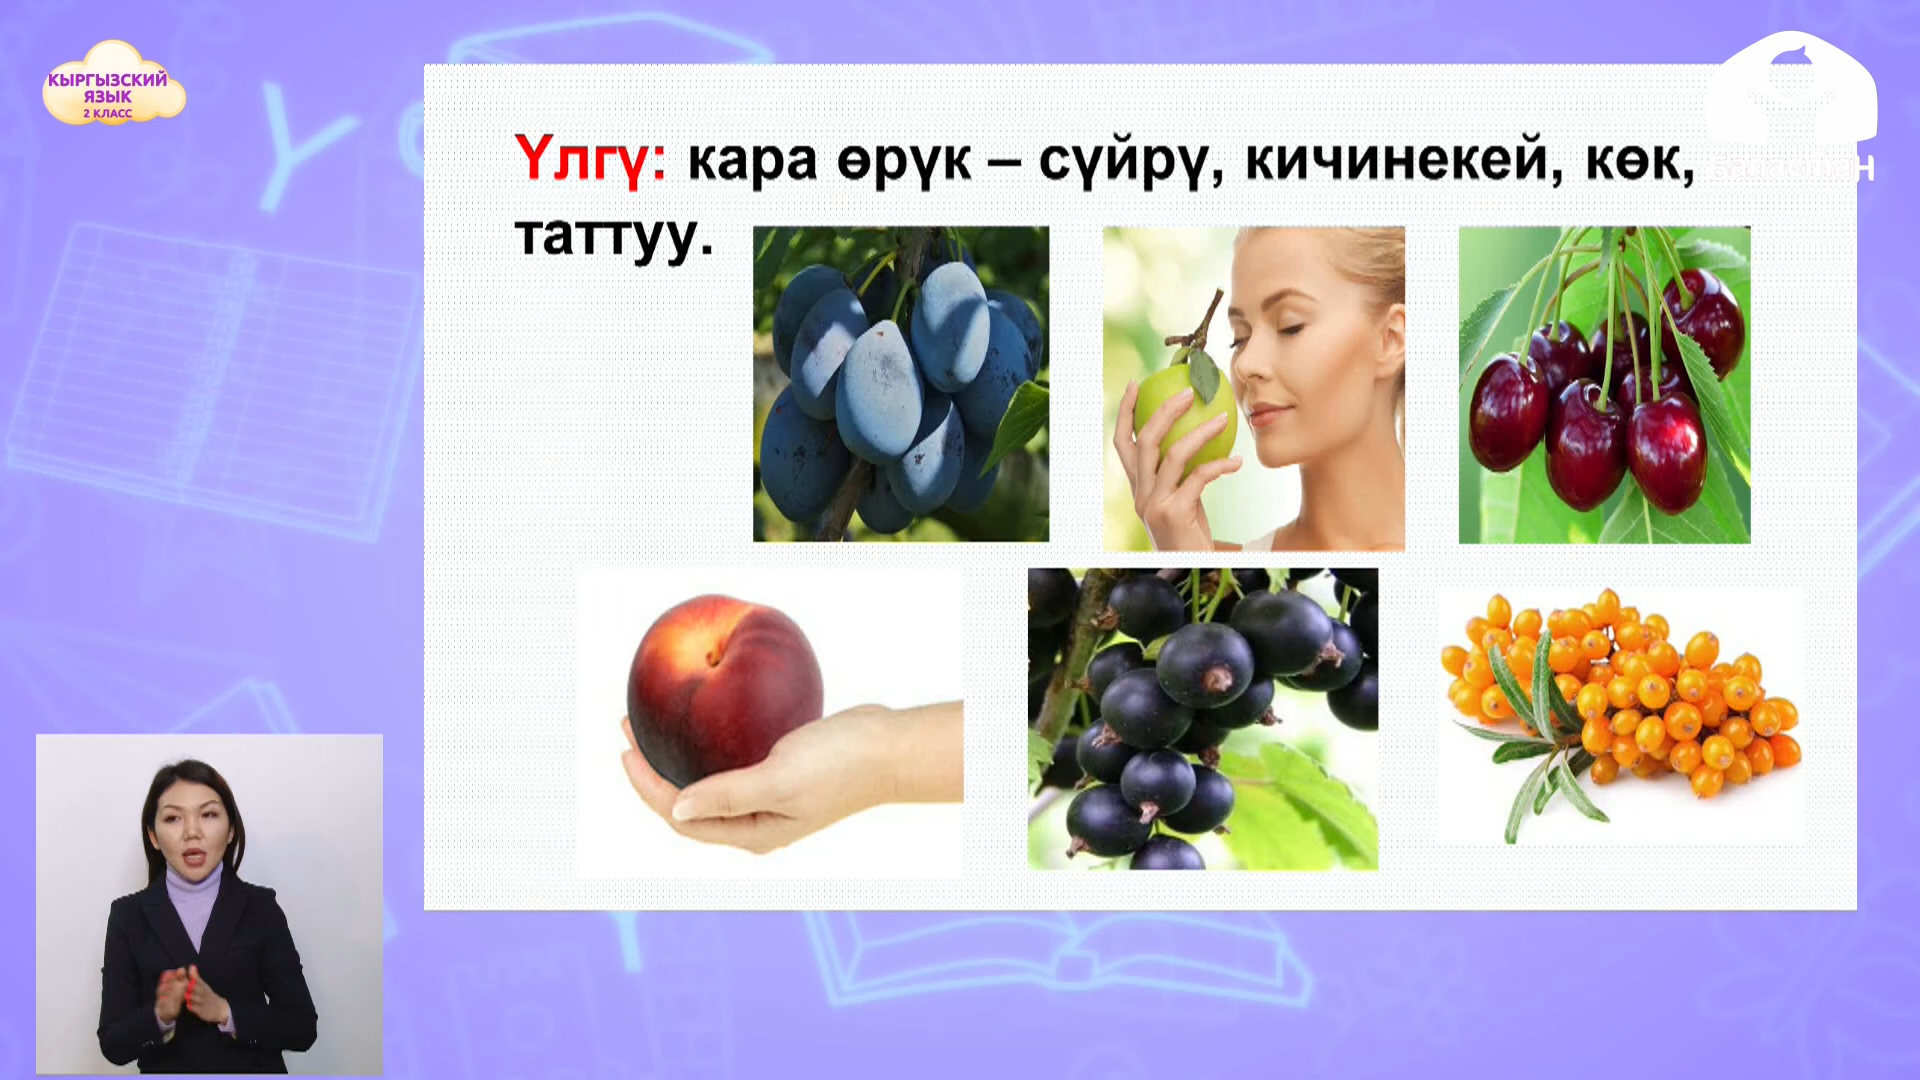 КЫРГЫЗСКИЙ
ЯЗЫК
2 КЛАСС
Үлгү: кара өрүк – сүйрү, кичинекей, көк,
таттуу.